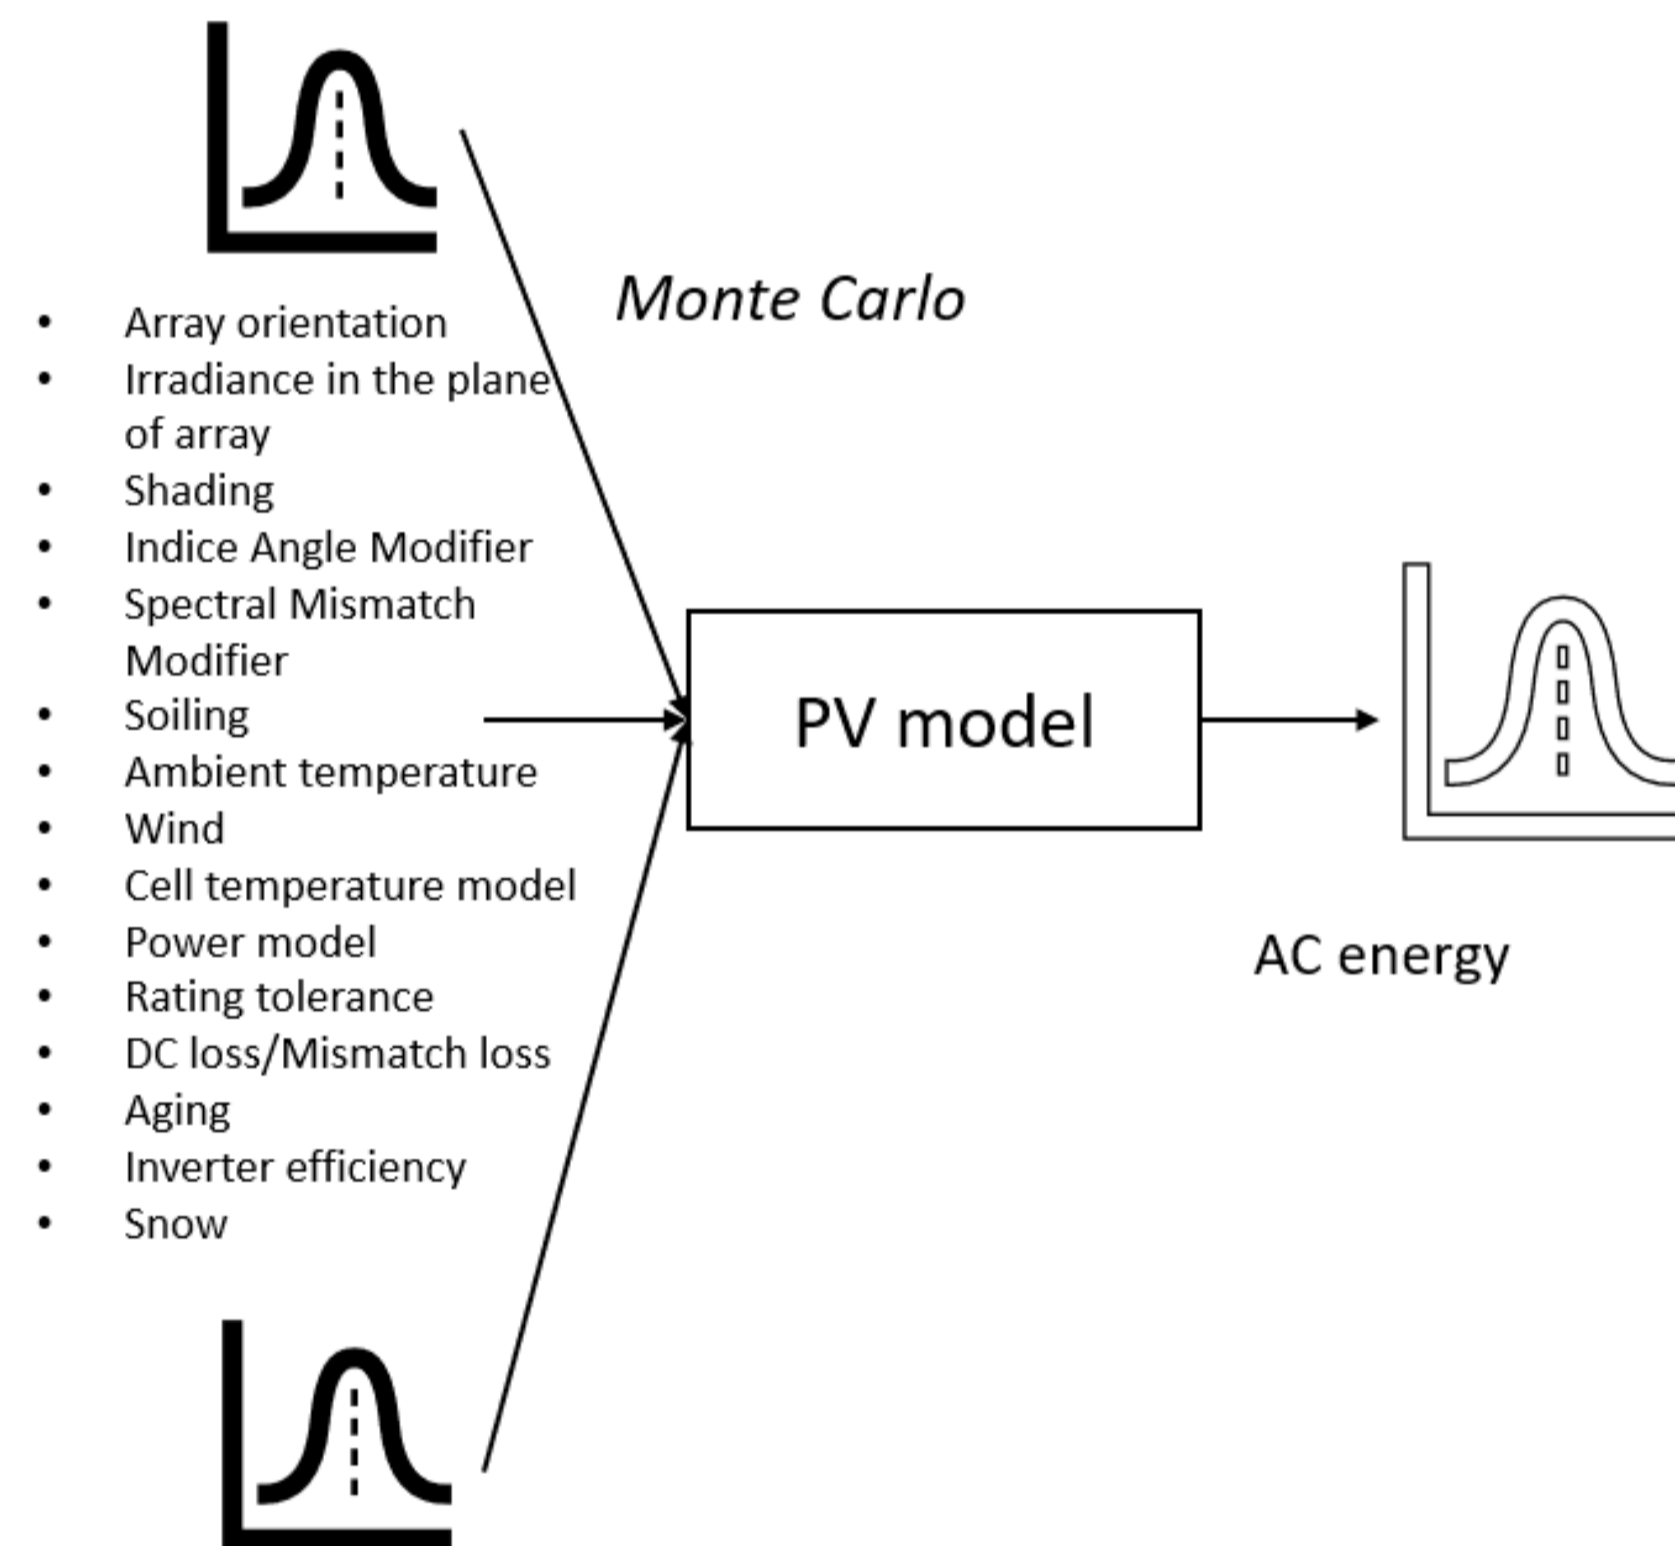 Monte Carlo
• Array orientation
• Irradiance in the plane
of array
• Shading
• Indice Angle Modifier
• Spectral Mismatch
Modifier
• Soiling
• Ambient temperature
• Wind
• Cell temperature model
• Power model
• Rating tolerance
• DC loss/Mismatch loss
• Aging
• Inverter efficiency
• Snow
PV model
AC energy